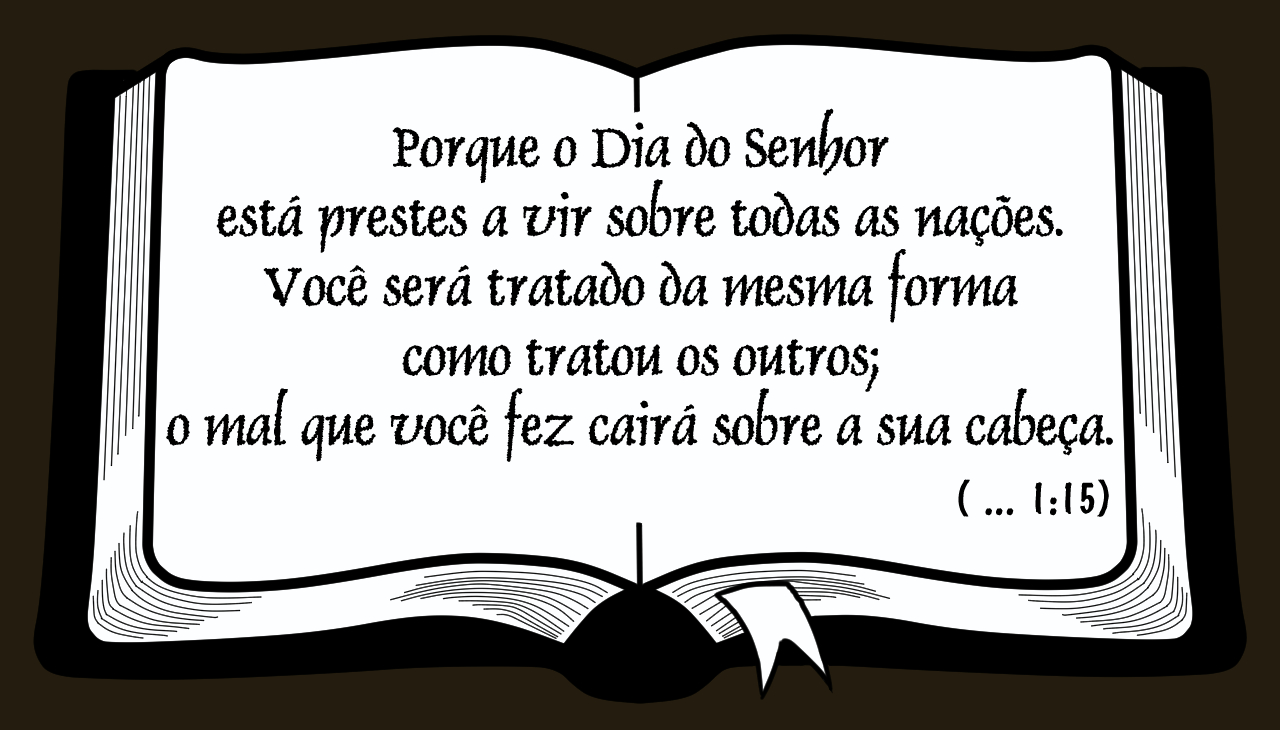 Porque o Dia do Senhor
está prestes a vir sobre todas as nações.
Você será tratado da mesma forma
como tratou os outros;
o mal que você fez cairá sobre a sua cabeça.
( ... 1:15)